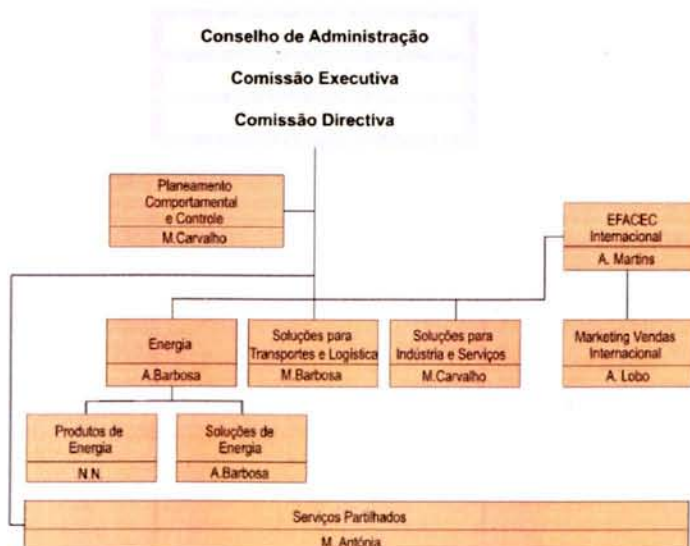 Conselho de Administração
Comissão Executiva
Comissão Directiva
Planeamento
Comportamental
e Controle
M.Carvalho
EFACEC
Internacional
A. Martins
Energia
A.Barbosa
Soluções para
Transportes e Logística
M.Barbosa
Soluções para
Indústria e Serviços
M.Carvalho
Marketing Vendas
Internacional
A. Lobo
Produtos de
Energia
N.N.
Soluções de
Energia
A.Barbosa
Serviços Partilhados
M. Antónia